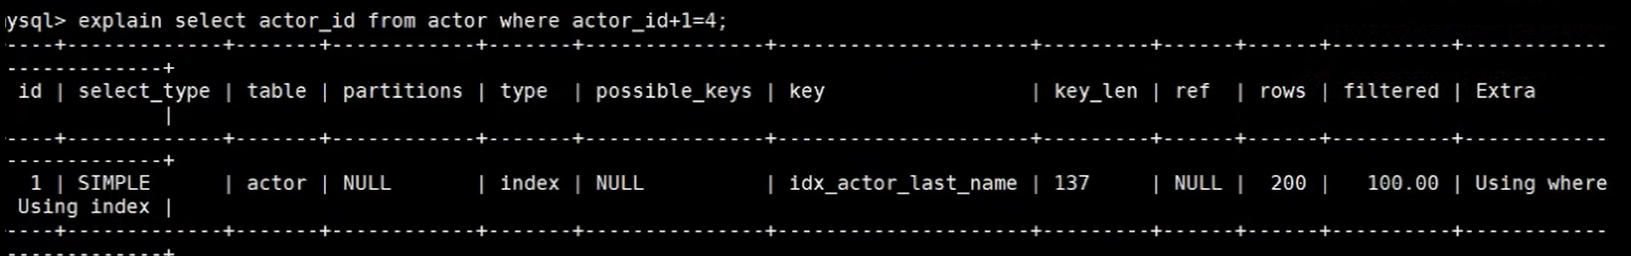 ysql> explain select actor_id from actor where actor_id+1=4;
----+-------------+-------+------------+-------+---------------+---------------------+---------+------+------+----------+------------
-------------+
 id | select_type | table | partitions | type  | possible_keys | key                 | key_len | ref  | rows | filtered | Extra
             |
----+-------------+-------+------------+-------+---------------+---------------------+---------+------+------+----------+------------
-------------+
  1 | SIMPLE      | actor | NULL       | index | NULL          | idx_actor_last_name | 137     | NULL |  200 |   100.00 | Using where
 Using index |
----+-------------+-------+------------+-------+---------------+---------------------+---------+------+------+----------+------------
-------------+